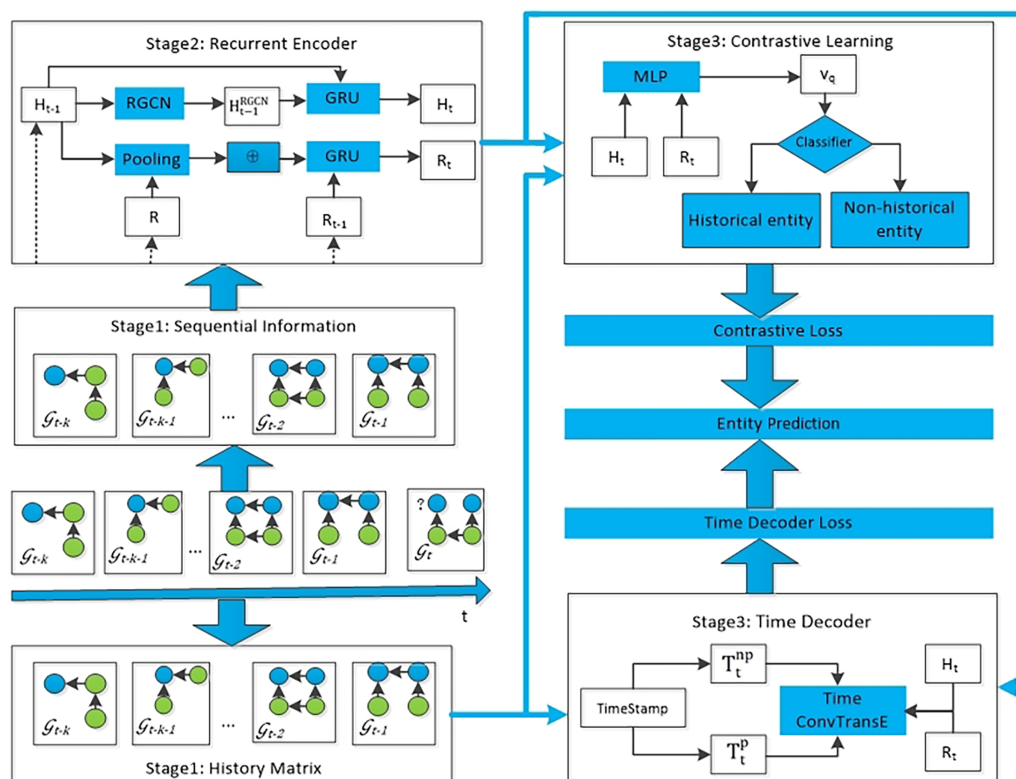 Stage2: Recurrent Encoder
H_{t-1}
RGCN
H_{t-1}^{RGCN}
GRU
H_t
Pooling
⊕
GRU
R_t
R
R_{t-1}
Stage1: Sequential Information
𝒢_{t-k}
𝒢_{t-k-1}
...
𝒢_{t-2}
𝒢_{t-1}
𝒢_{t-k}
𝒢_{t-k-1}
...
𝒢_{t-2}
𝒢_{t-1}
?
𝒢_t
t
𝒢_{t-k}
𝒢_{t-k-1}
...
𝒢_{t-2}
𝒢_{t-1}
Stage1: History Matrix
Stage3: Contrastive Learning
MLP
v_q
H_t
R_t
Classifier
Historical entity
Non-historical
entity
Contrastive Loss
Entity Prediction
Time Decoder Loss
Stage3: Time Decoder
TimeStamp
T_t^{np}
T_t^{p}
Time
ConvTransE
H_t
R_t